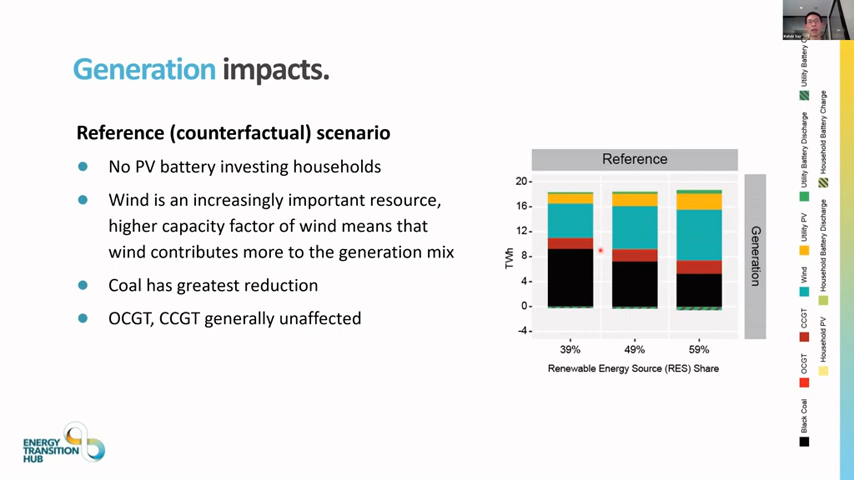 Generation impacts.
Reference (counterfactual) scenario
No PV battery investing households
Wind is an increasingly important resource,
higher capacity factor of wind means that
wind contributes more to the generation mix
Coal has greatest reduction
OCGT, CCGT generally unaffected
Reference
20
16
12
8
4
0
-4
TWh
Generation
39%
49%
59%
Renewable Energy Source (RES) Share
Black Coal
OCGT
CCGT
Wind
Utility PV
Utility Battery Discharge
Utility Battery
Household PV
Household Battery Discharge
Household Battery Charge
ENERGY
TRANSITION
HUB